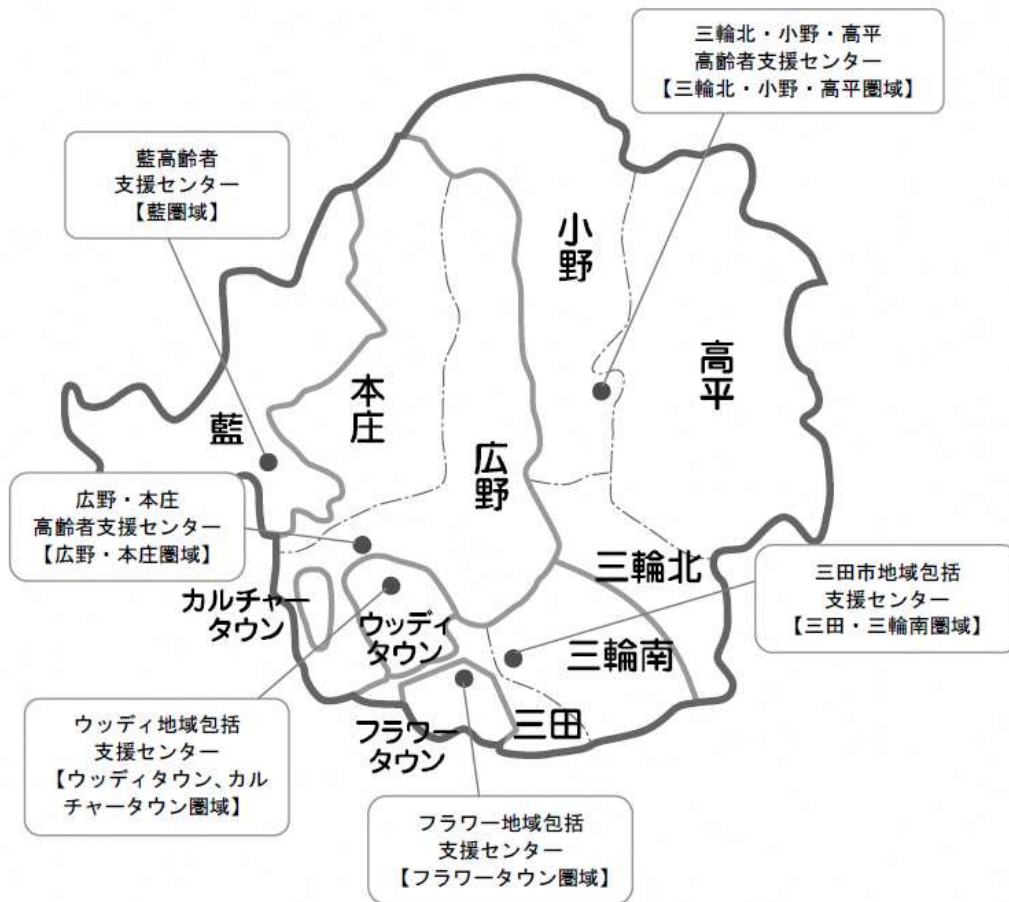 三輪北・小野・高平
高齢者支援センター
【三輪北・小野・高平圏域】
藍高齢者
支援センター
【藍圏域】
小野
高平
本庄
藍
広野
広野・本庄
高齢者支援センター
【広野・本庄圏域】
三輪北
三田市地域包括
支援センター
【三田・三輪南圏域】
カルチャー
タウン
ウッディ
タウン
三輪南
三田
フラワー
タウン
ウッディ地域包括
支援センター
【ウッディタウン、カル
チャータウン圏域】
フラワー地域包括
支援センター
【フラワータウン圏域】